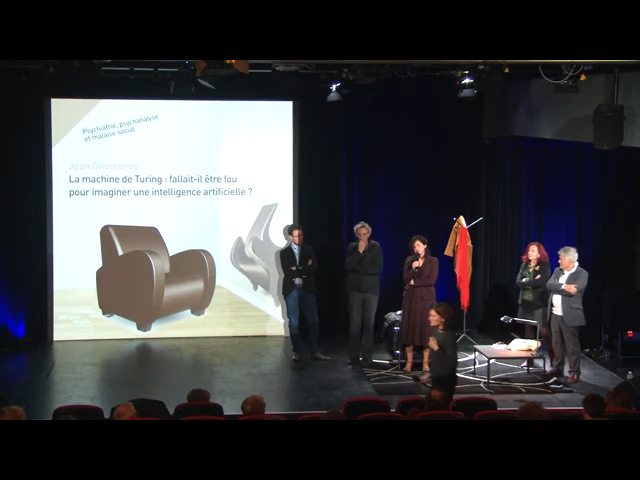 Psychiatrie, psychanalyse
et malaise social
Jean Dhombres
La machine de Turing : fallait-il être fou
pour imaginer une intelligence artificielle ?